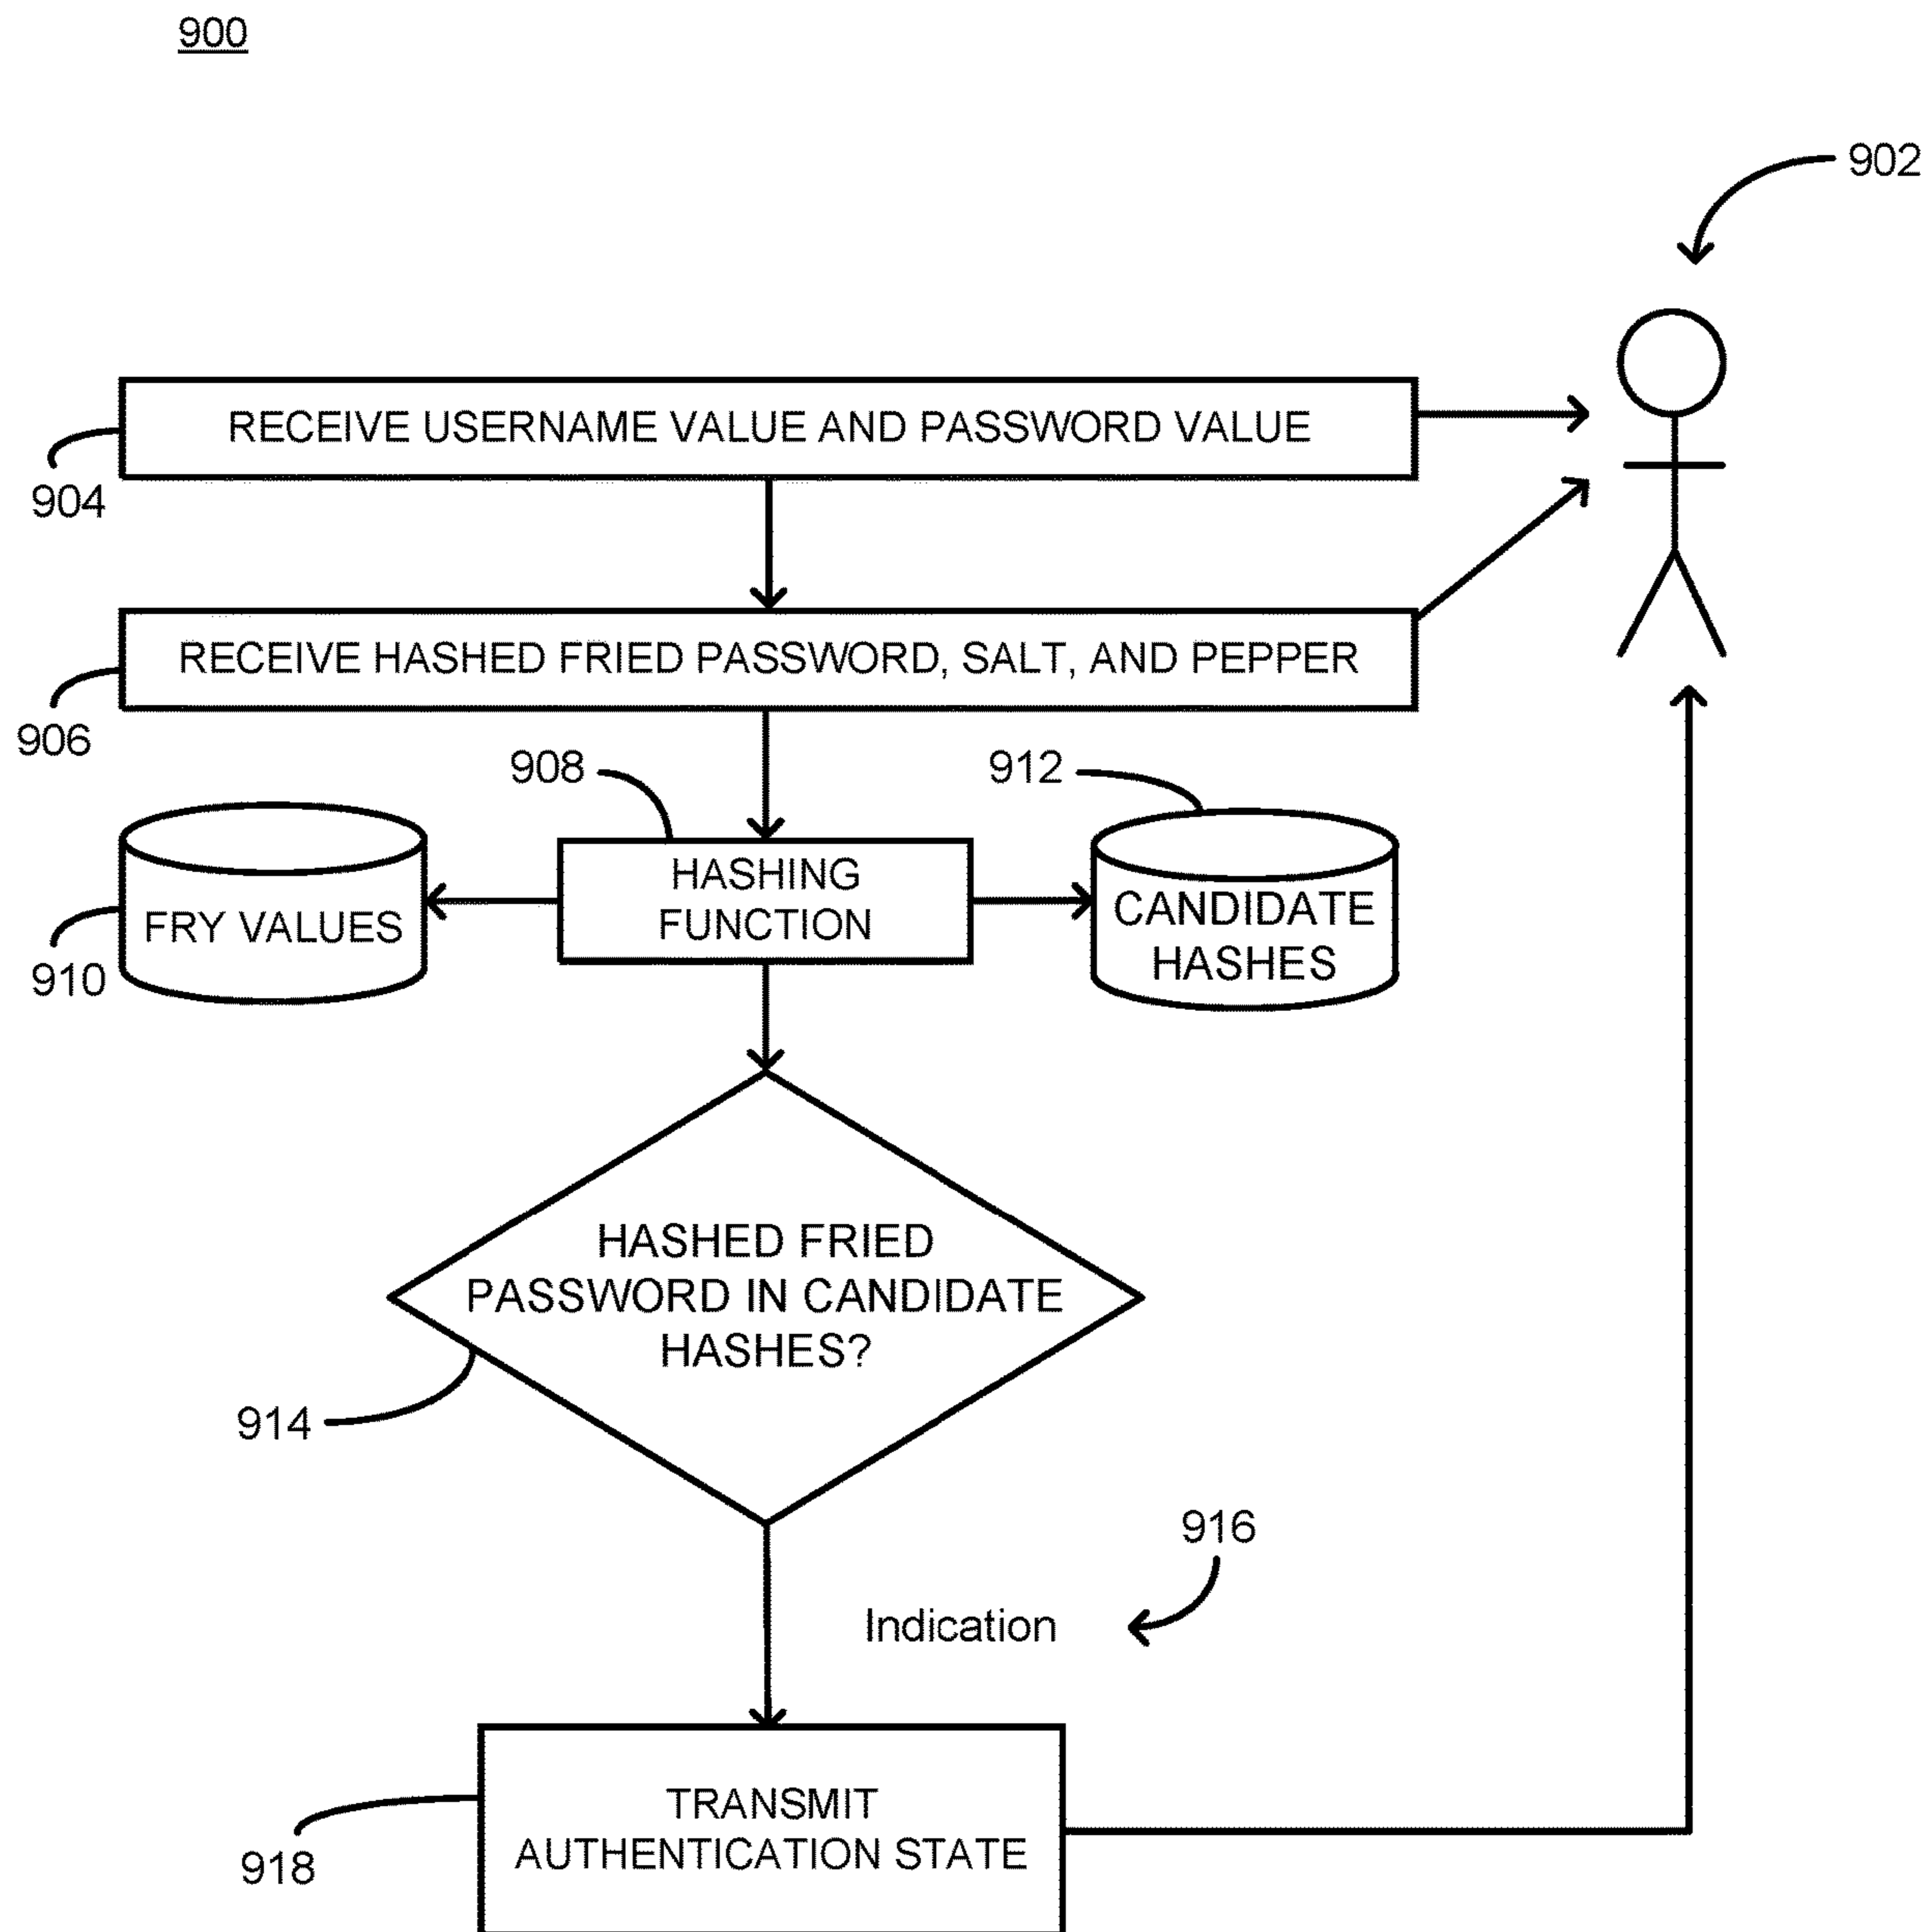 900
902
RECEIVE USERNAME VALUE AND PASSWORD VALUE
904
RECEIVE HASHED FRIED PASSWORD, SALT, AND PEPPER
906
908
912
HASHING
FUNCTION
FRY VALUES
CANDIDATE
HASHES
910
HASHED FRIED
PASSWORD IN CANDIDATE
HASHES?
914
916
Indication
TRANSMIT
AUTHENTICATION STATE
918